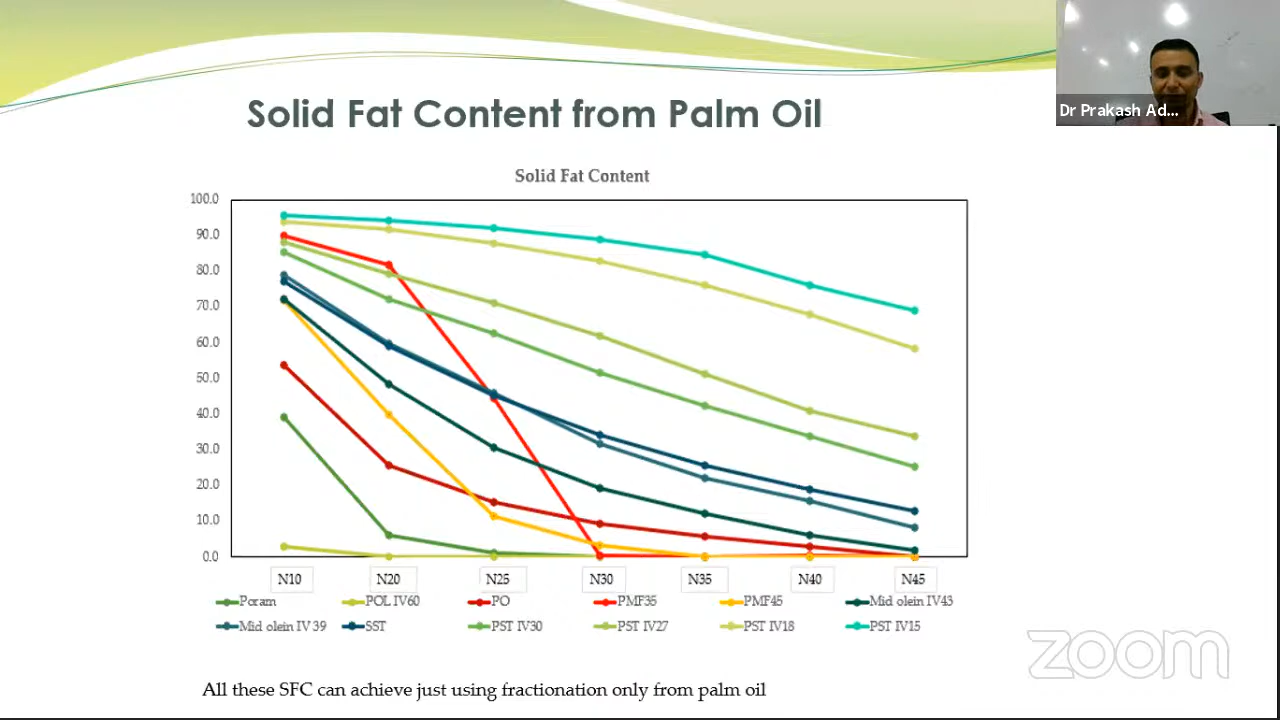 Dr Prakash Ad...
Solid Fat Content from Palm Oil
Solid Fat Content
100.0
90.0
80.0
70.0
60.0
50.0
40.0
30.0
20.0
10.0
0.0
N10 N20 N25 N30 N35 N40 N45
Poram POL IV60 PO PMF35 PMF45 Mid olein IV43
Mid olein IV 39 SST PST IV30 PST IV27 PST IV18 PST IV15
zoom
All these SFC can achieve just using fractionation only from palm oil